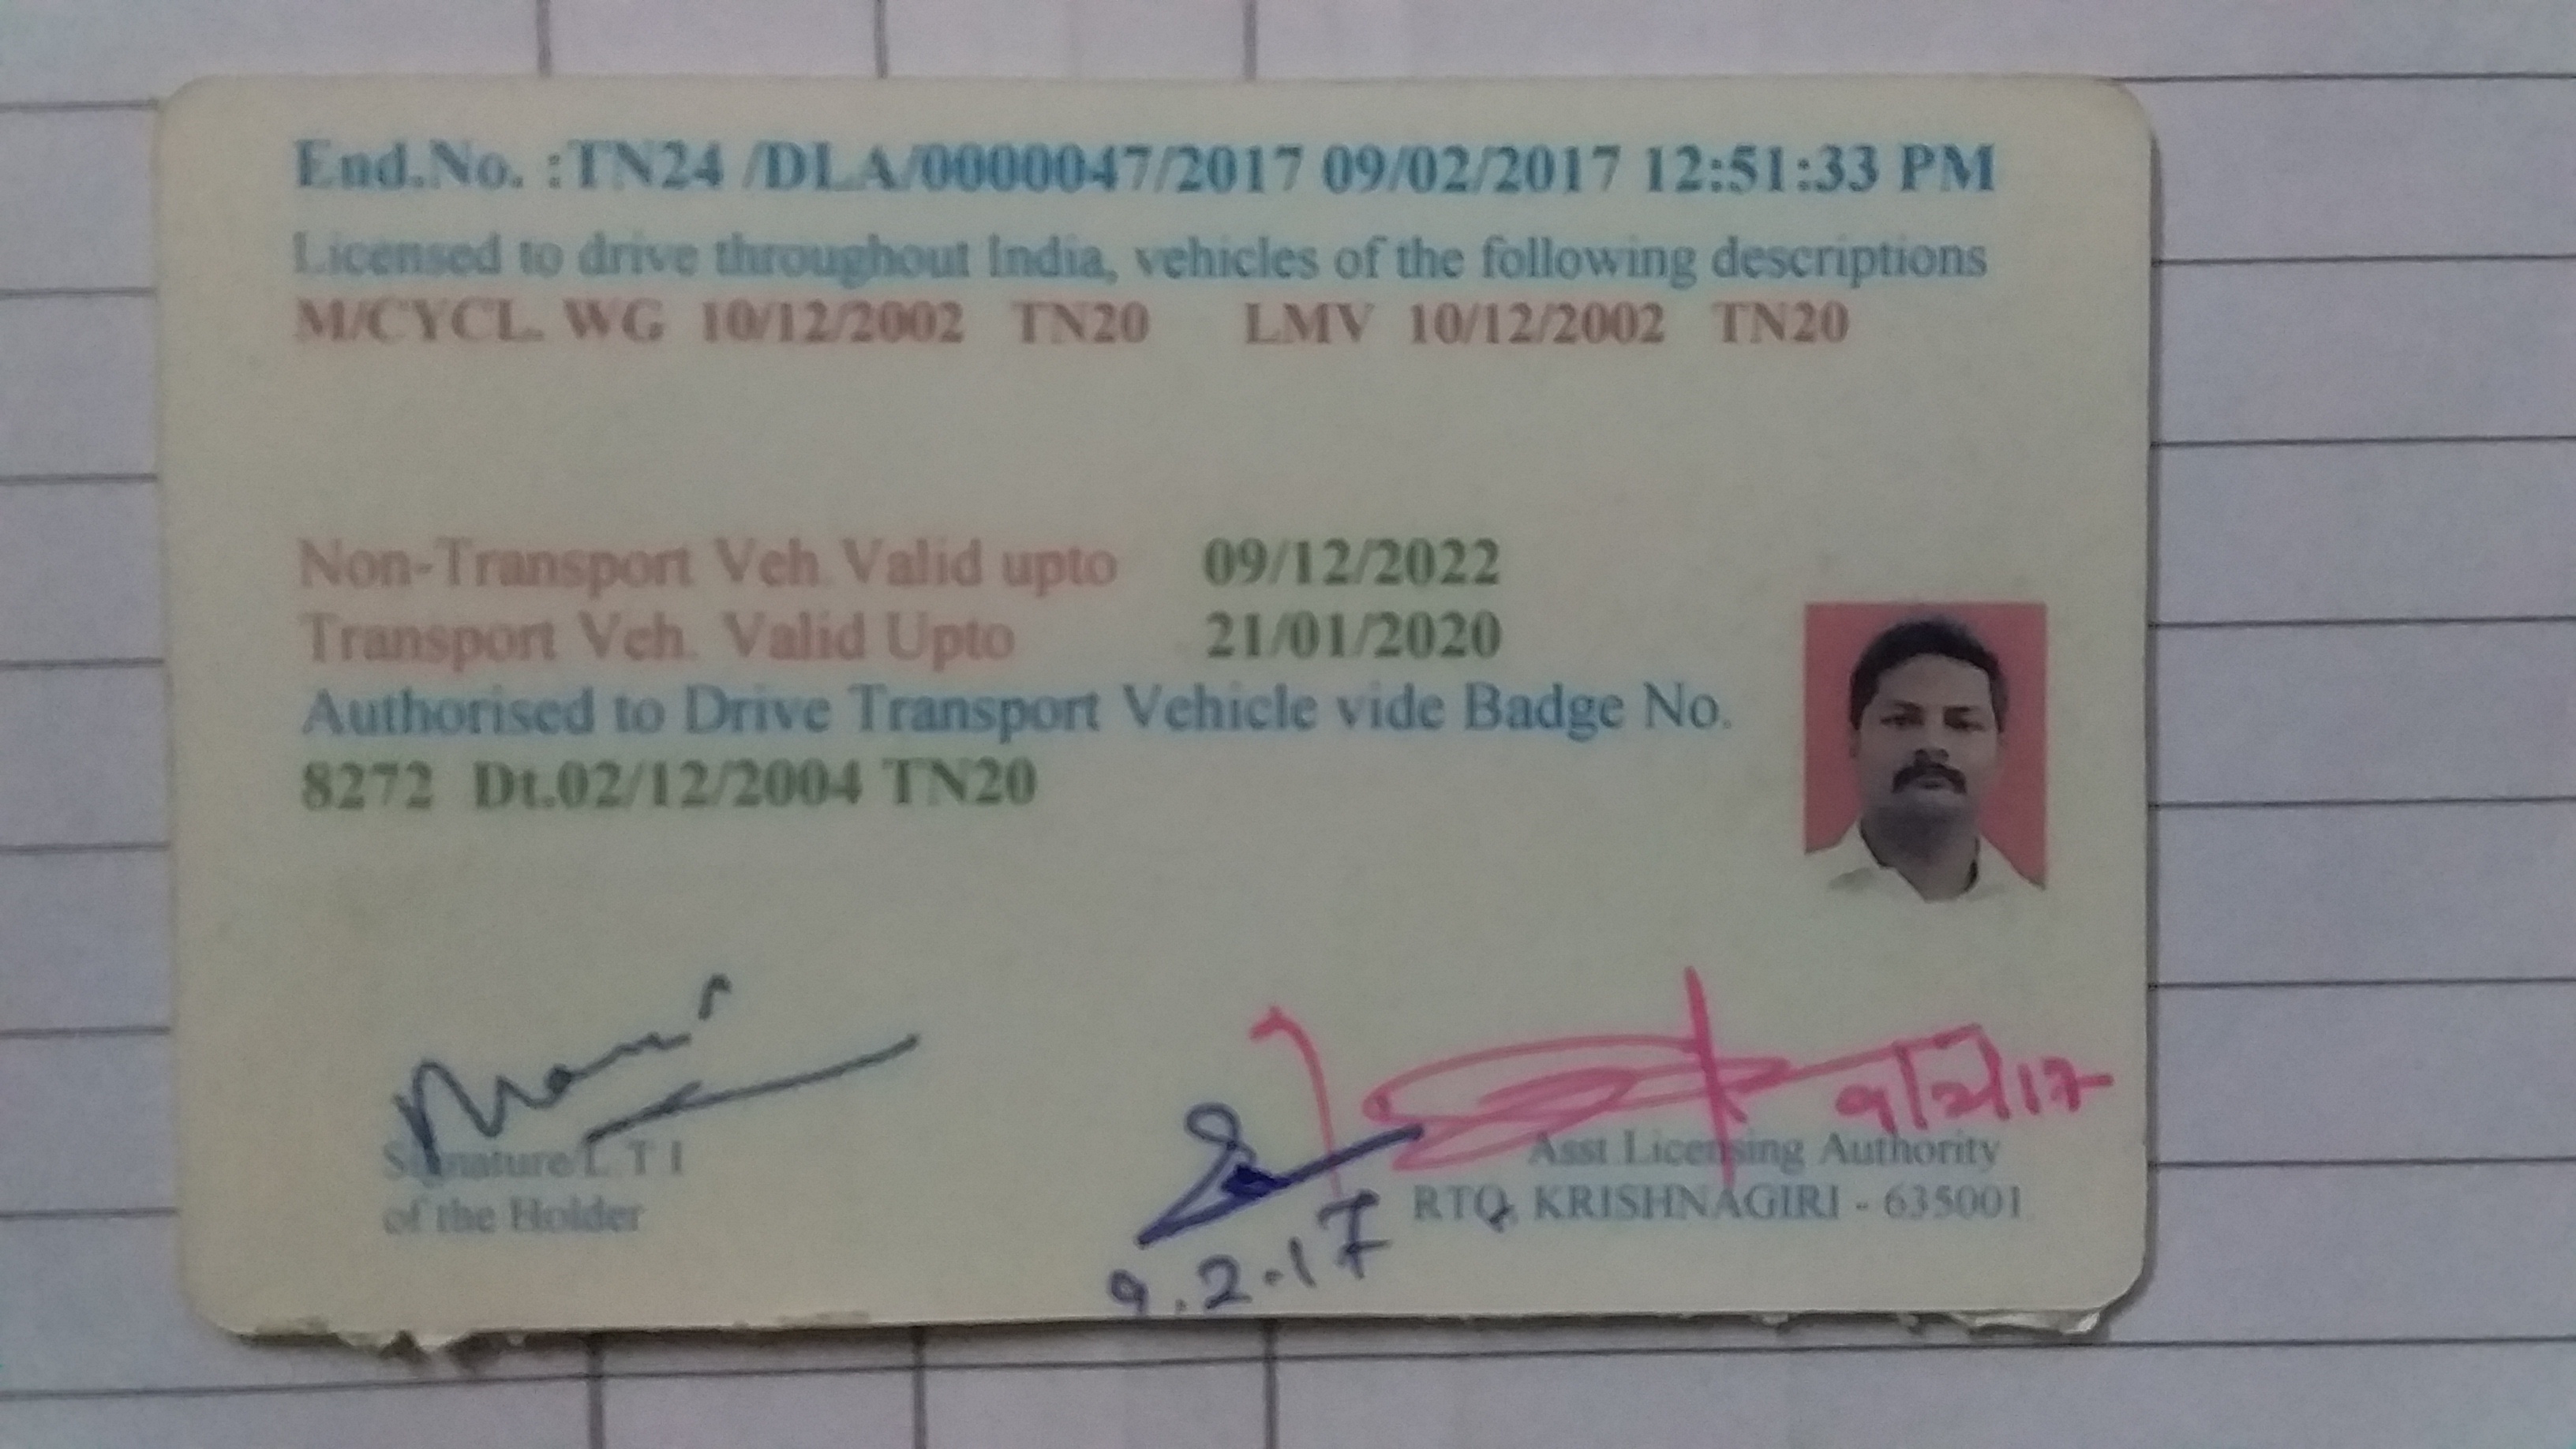 End.No. :TN24 /DLA/0000047/2017 09/02/2017 12:51:33 PM
Licensed to drive throughout India, vehicles of the following descriptions
M/CYCL. WG 10/12/2002 TN20 LMV 10/12/2002 TN20
Non-Transport Veh. Valid upto 09/12/2022
Transport Veh. Valid Upto 21/01/2020
Authorised to Drive Transport Vehicle vide Badge No.
8272 Dt.02/12/2004 TN20
9/2/17
Signature/L T I
Asst Licensing Authority
of the Holder
RTO, KRISHNAGIRI - 635001
9.2.17